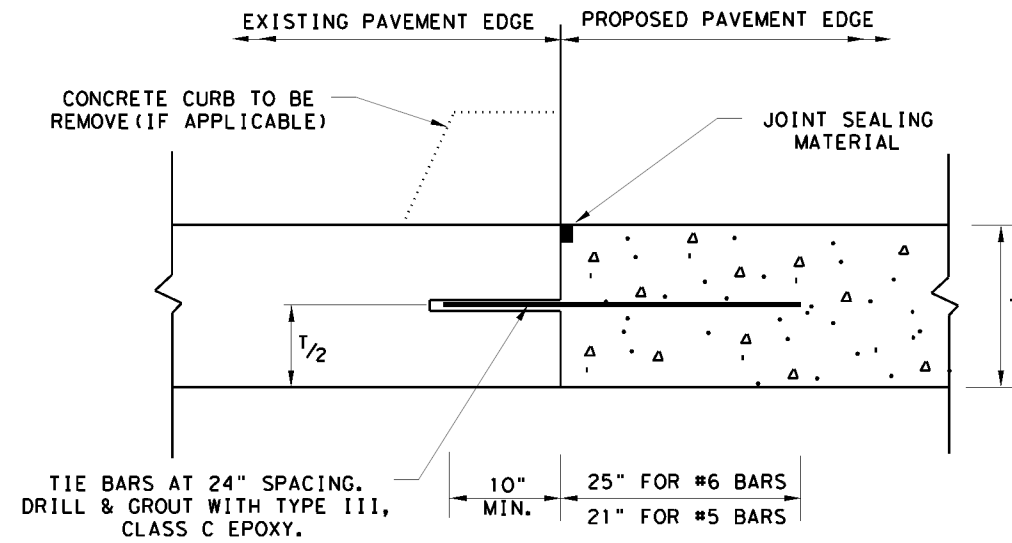 EXISTING PAVEMENT EDGE
PROPOSED PAVEMENT EDGE
CONCRETE CURB TO BE
REMOVE(IF APPLICABLE)
JOINT SEALING
MATERIAL
T/2
TIE BARS AT 24" SPACING.
DRILL & GROUT WITH TYPE III,
CLASS C EPOXY.
10"
MIN.
25" FOR #6 BARS
21" FOR #5 BARS